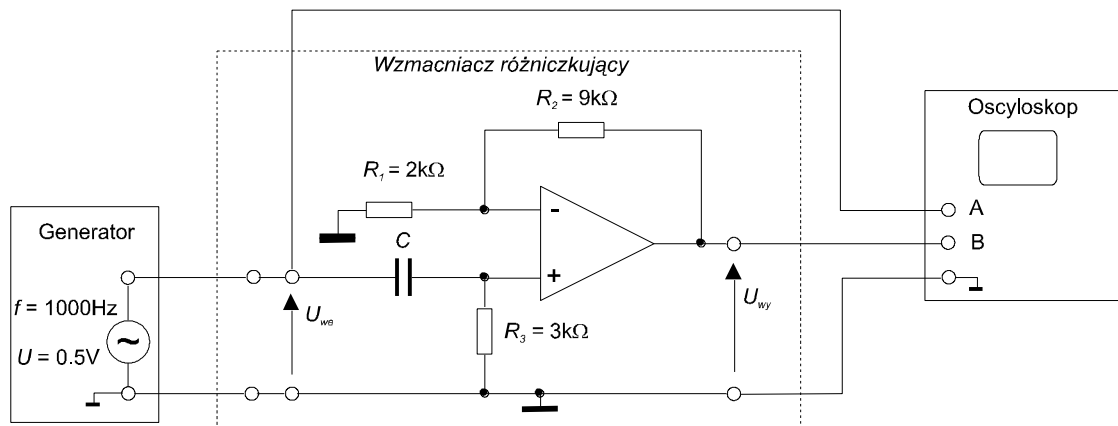 Wzmacniacz różniczkujący
R2 = 9kΩ
Oscyloskop
R1 = 2kΩ
A
Generator
-
B
C
+
f = 1000Hz
Uwe
Uwy
R3 = 3kΩ
~
U = 0.5V